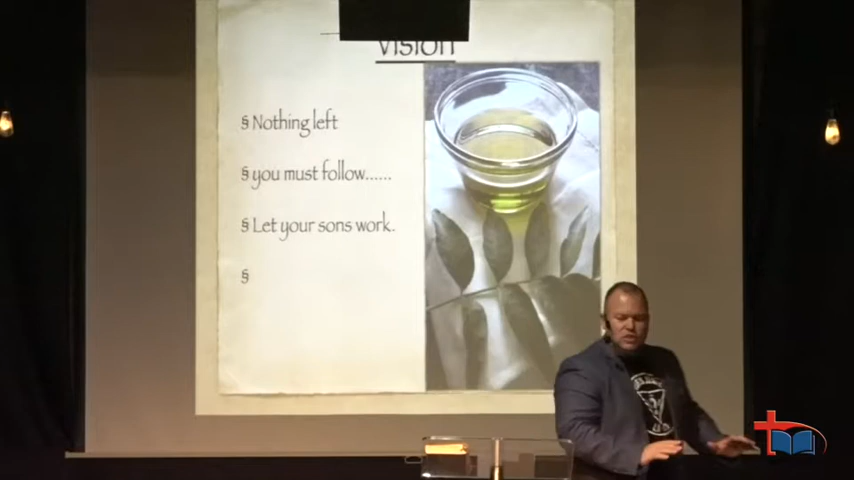 vision
§ Nothing left
§ you must follow......
§ Let your sons work.
§